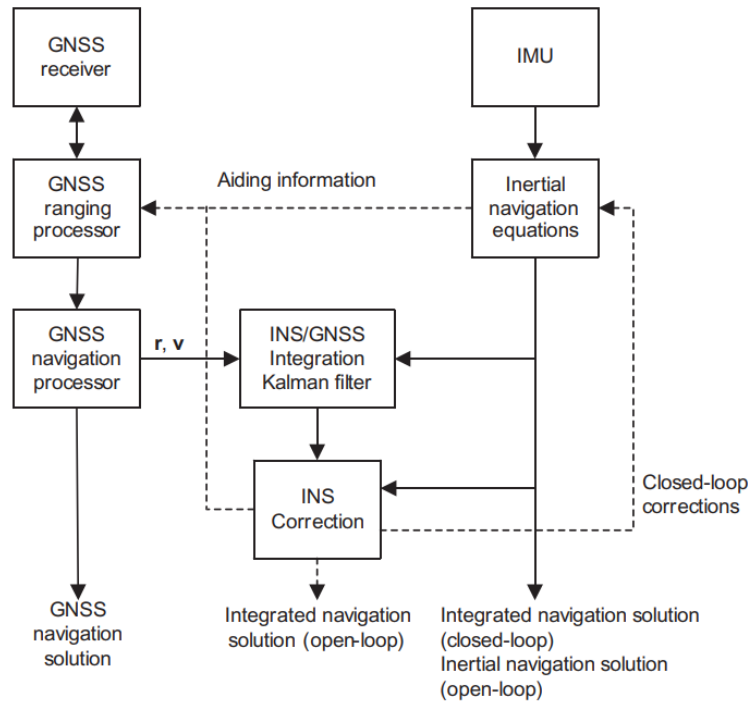 GNSS
receiver
IMU
GNSS
ranging
processor
Aiding information
Inertial
navigation
equations
GNSS
navigation
processor
r, v
INS/GNSS
Integration
Kalman filter
INS
Correction
Closed-loop
corrections
GNSS
navigation
solution
Integrated navigation
solution (open-loop)
Integrated navigation solution
(closed-loop)
Inertial navigation solution
(open-loop)